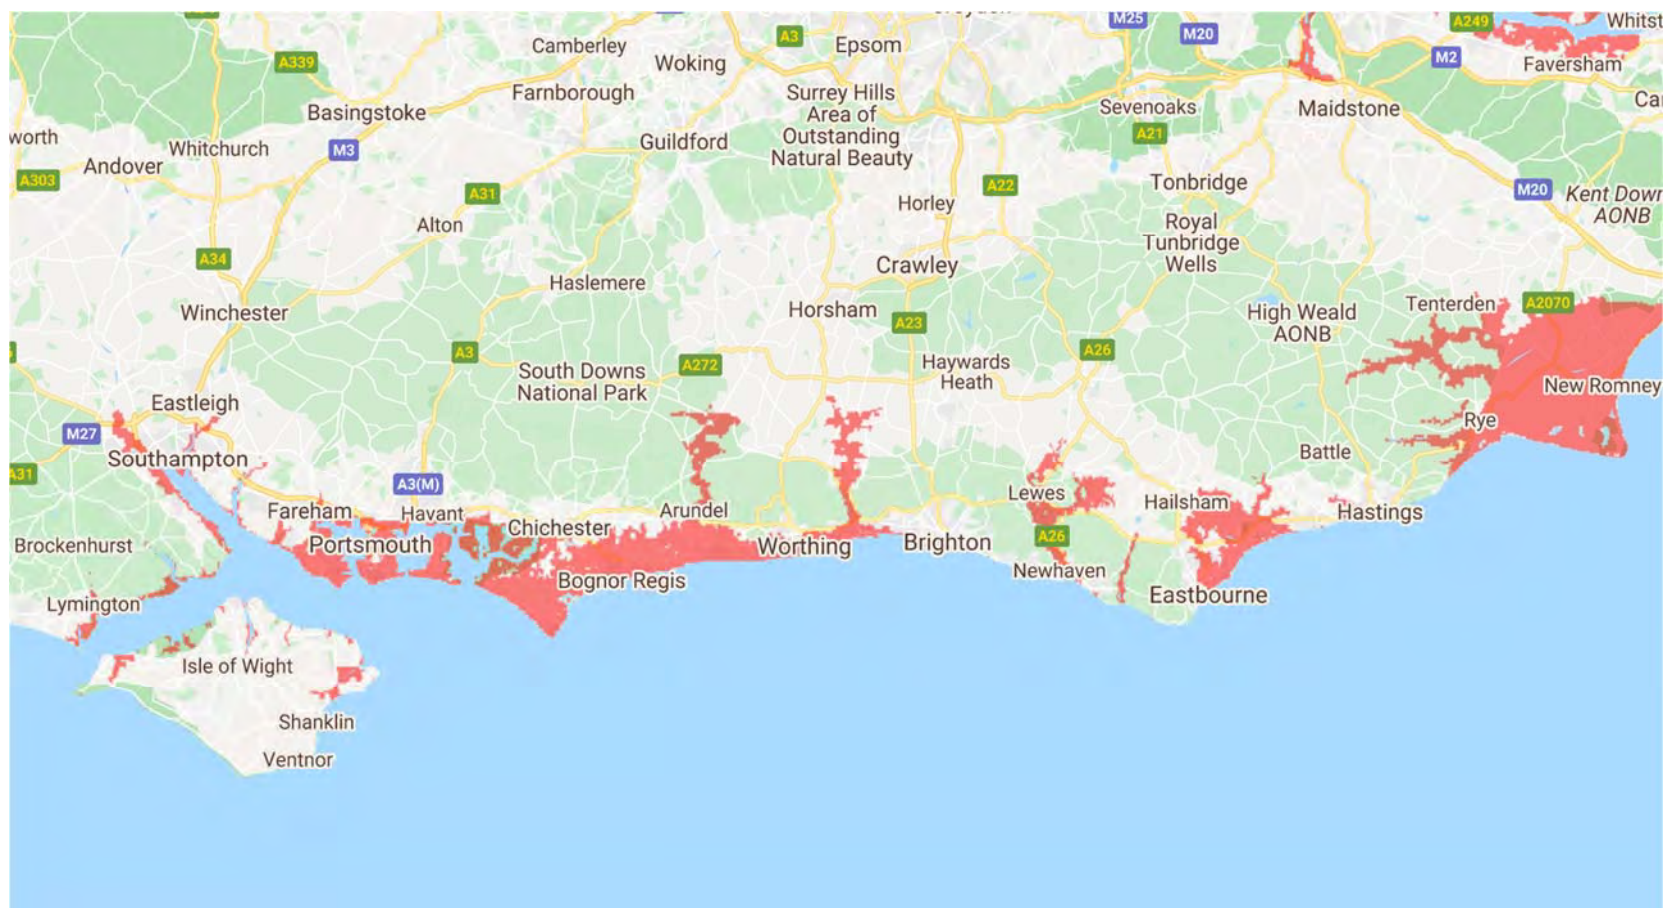 M25
A249
Whitst
A3
Epsom
M20
Camberley
M2
A339
Woking
Faversham
Farnborough
Surrey Hills
Area of
Outstanding
Natural Beauty
Sevenoaks
Maidstone
Ca
Basingstoke
A21
worth
Whitchurch
M3
Guildford
Andover
A303
A31
A22
Tonbridge
M20
Kent Down
AONB
Horley
Alton
Royal
Tunbridge
Wells
A34
Crawley
Haslemere
Winchester
Horsham
A23
High Weald
AONB
Tenterden
A2070
A3
South Downs
National Park
A272
Haywards
Heath
A26
New Romney
Eastleigh
Rye
M27
Southampton
Battle
A31
A3(M)
Lewes
Hailsham
Fareham
Havant
Chichester
Arundel
Hastings
Brockenhurst
Portsmouth
Worthing
Brighton
A26
Bognor Regis
Newhaven
Eastbourne
Lymington
Isle of Wight
Shanklin
Ventnor